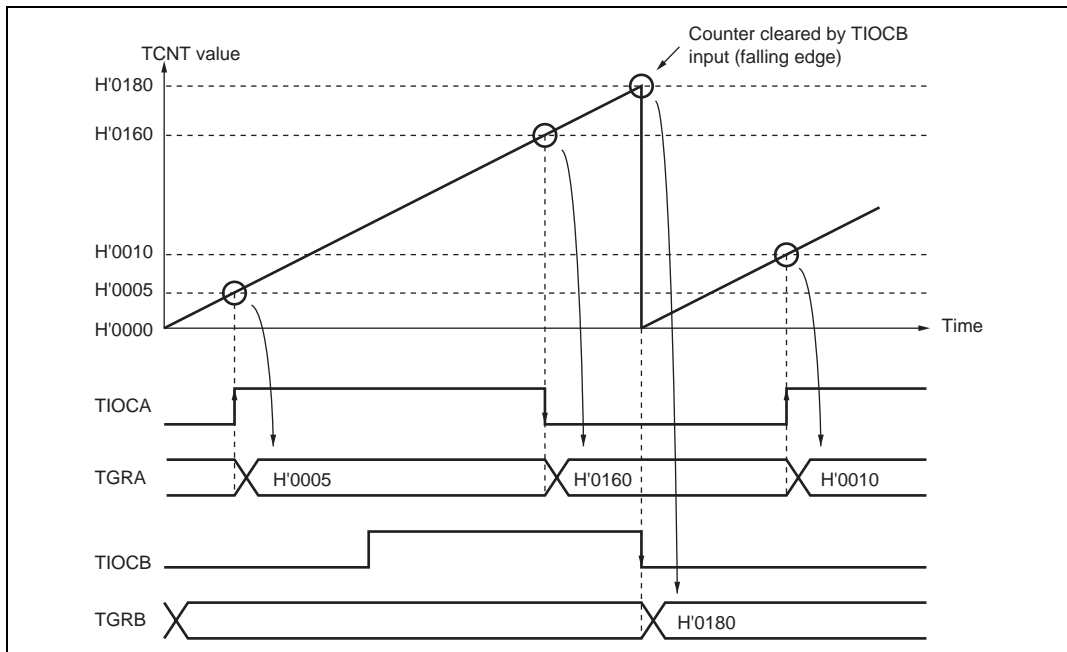 Counter cleared by TIOCB
input (falling edge)
TCNT value
H'0180
H'0160
H'0010
H'0005
H'0000
Time
TIOCA
TGRA
H'0005
H'0160
H'0010
TIOCB
TGRB
H'0180